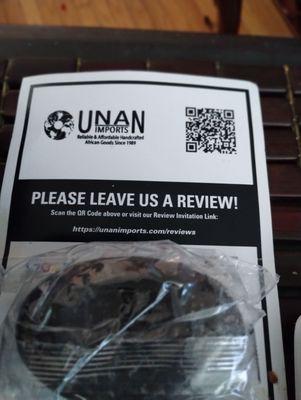 UNAN
IMPORTS
Reliable & Affordable Handcrafted
African Goods Since 1989
PLEASE LEAVE US A REVIEW!
Scan the QR Code above or visit our Review Invitation Link:
https://unanimports.com/reviews